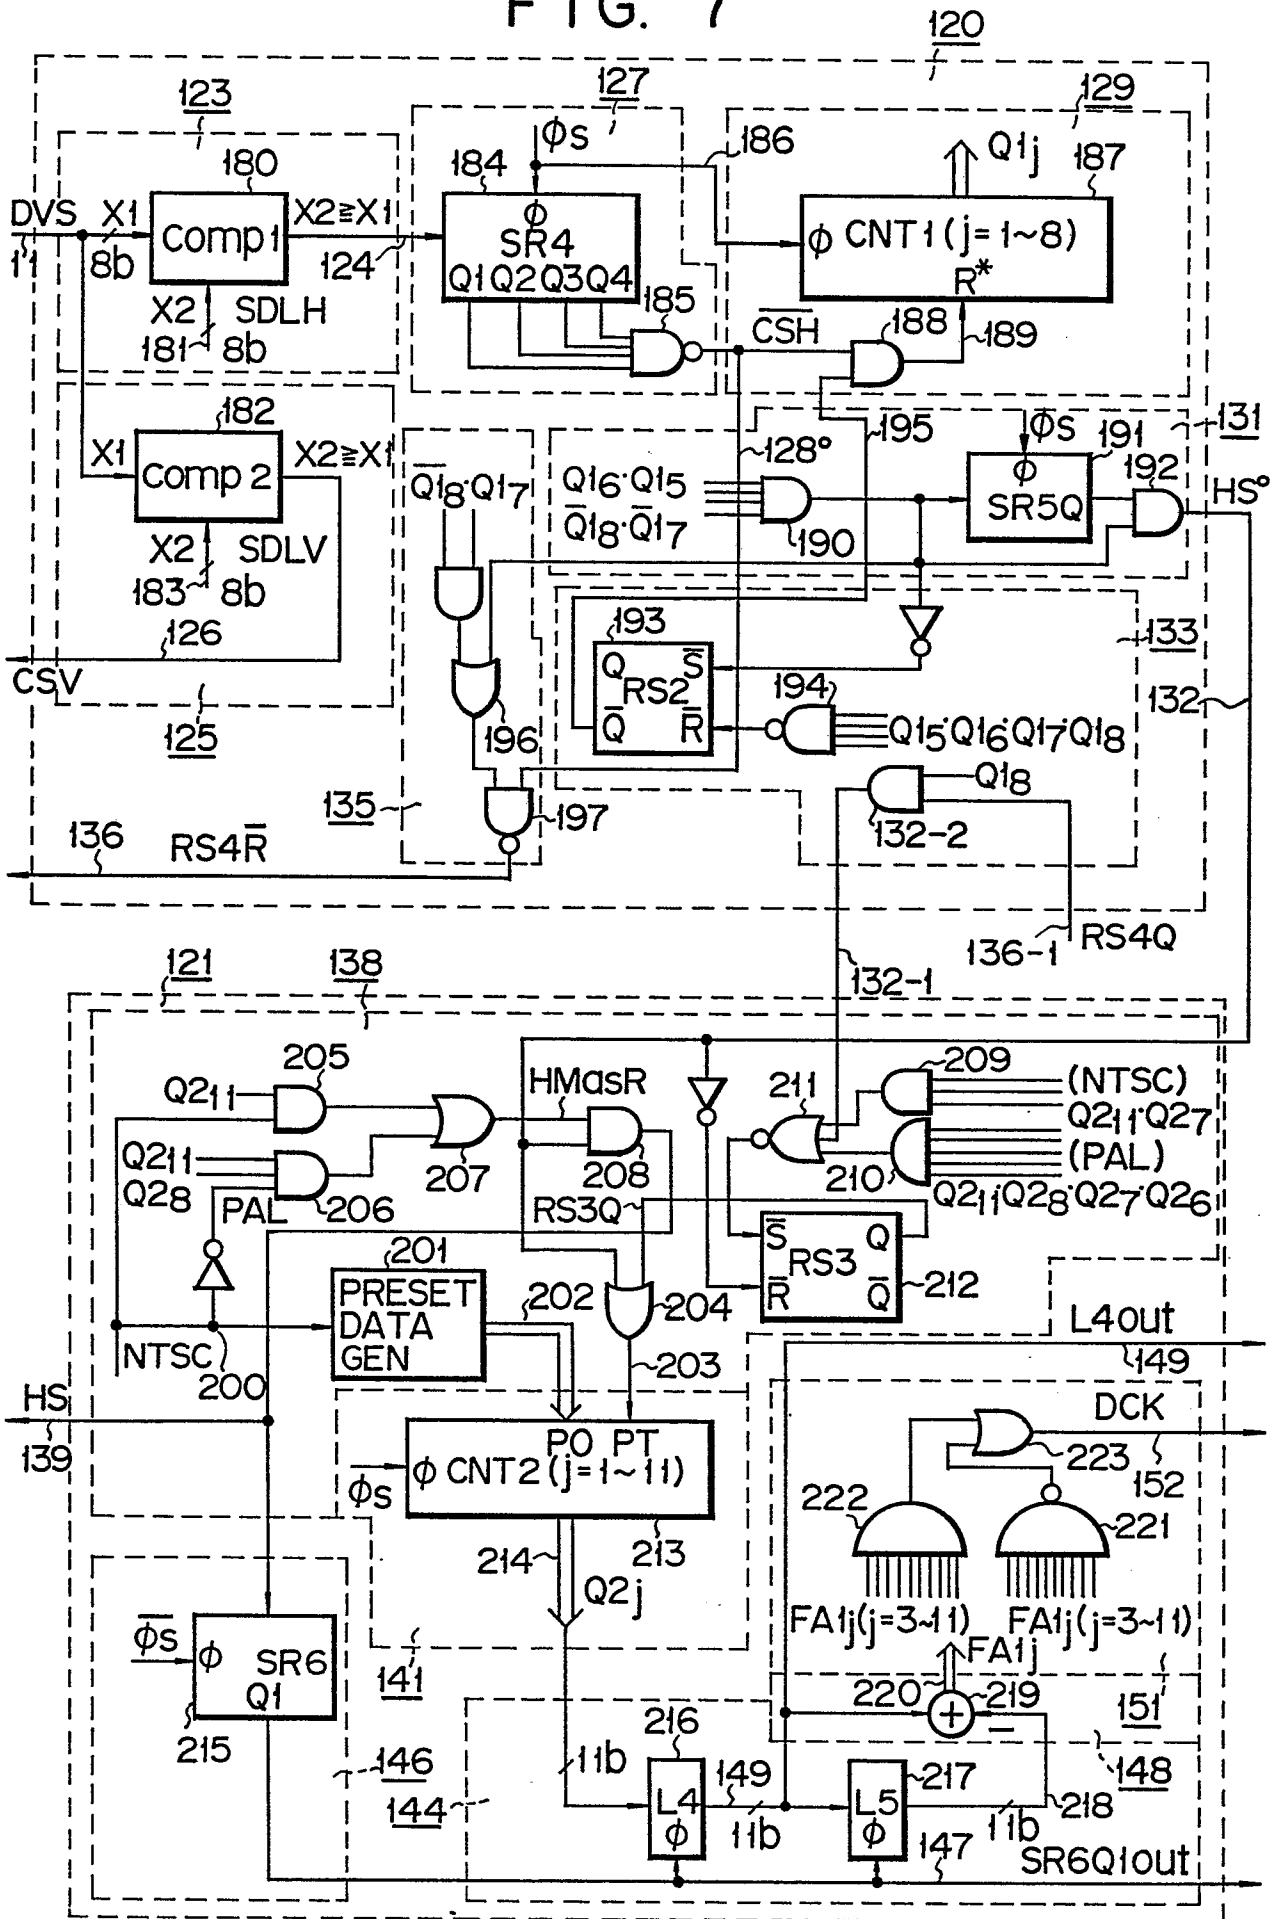 FIG. 7
120
123
127
129
180
184
ϕs
186
Q1j
187
DVS
X1
8b
11
Comp1
X2≧X1
124
ϕ
SR4
Q1 Q2 Q3 Q4
ϕ CNT1 (j=1~8)
R*
X2 SDLH
181 8b
185
C̅S̅H̅
188
189
182
X1
Comp 2
X2≧X1
X2 SDLV
183 8b
126
CSV
125
Q̅1₈·Q1₇
128°
195
Q1₆·Q1₅
Q̅1₈·Q̅1₇
190
ϕs
191
131
ϕ
SR5Q
192
HS°
193
Q S̅
RS2
Q̅ R̅
133
194
132
Q1₅·Q1₆·Q1₇·Q1₈
196
135
197
Q1₈
132-2
136
RS4R̅
136-1
RS4Q
132-1
121
138
205
Q2₁₁
HMasR
209
(NTSC)
211
Q2₁₁·Q2₇
Q2₁₁
Q2₈
206
207
208
210
(PAL)
Q2₁₁·Q2₈·Q2₇·Q2₆
PAL
RS3Q
S̅ Q
RS3
R̅ Q̅
212
201
PRESET
DATA
GEN
202
204
203
NTSC
200
L4out
149
HS
139
DCK
PO PT
ϕ CNT2 (j=1~11)
ϕs
223
152
222
221
214
213
Q2j
FA1j(j=3~11)
FA1j(j=3~11)
FA1j
ϕ̅s̅
ϕ SR6
Q1
215
141
220
219
+
−
151
216
146
11b
149
217
148
144
L4
ϕ
11b
L5
ϕ
11b
218
147
SR6Q1out